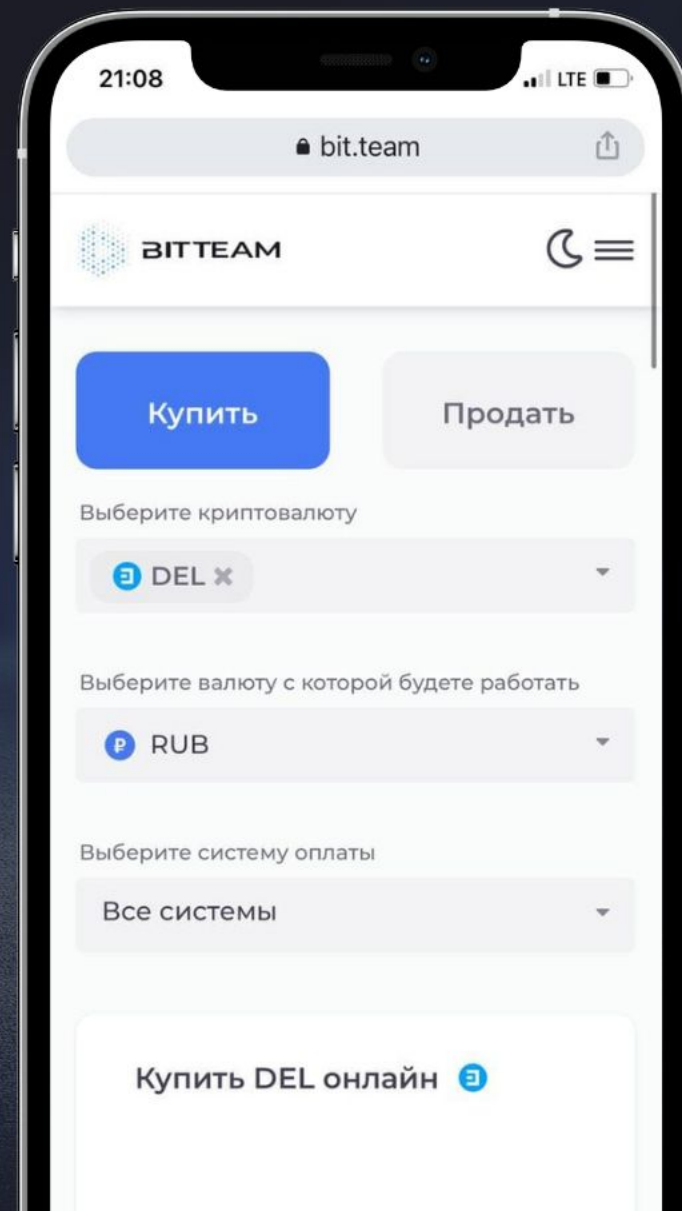 21:08
LTE
bit.team
BITTEAM
Купить
Продать
Выберите криптовалюту
DEL
Выберите валюту с которой будете работать
₽ RUB
Выберите систему оплаты
Все системы
Купить DEL онлайн